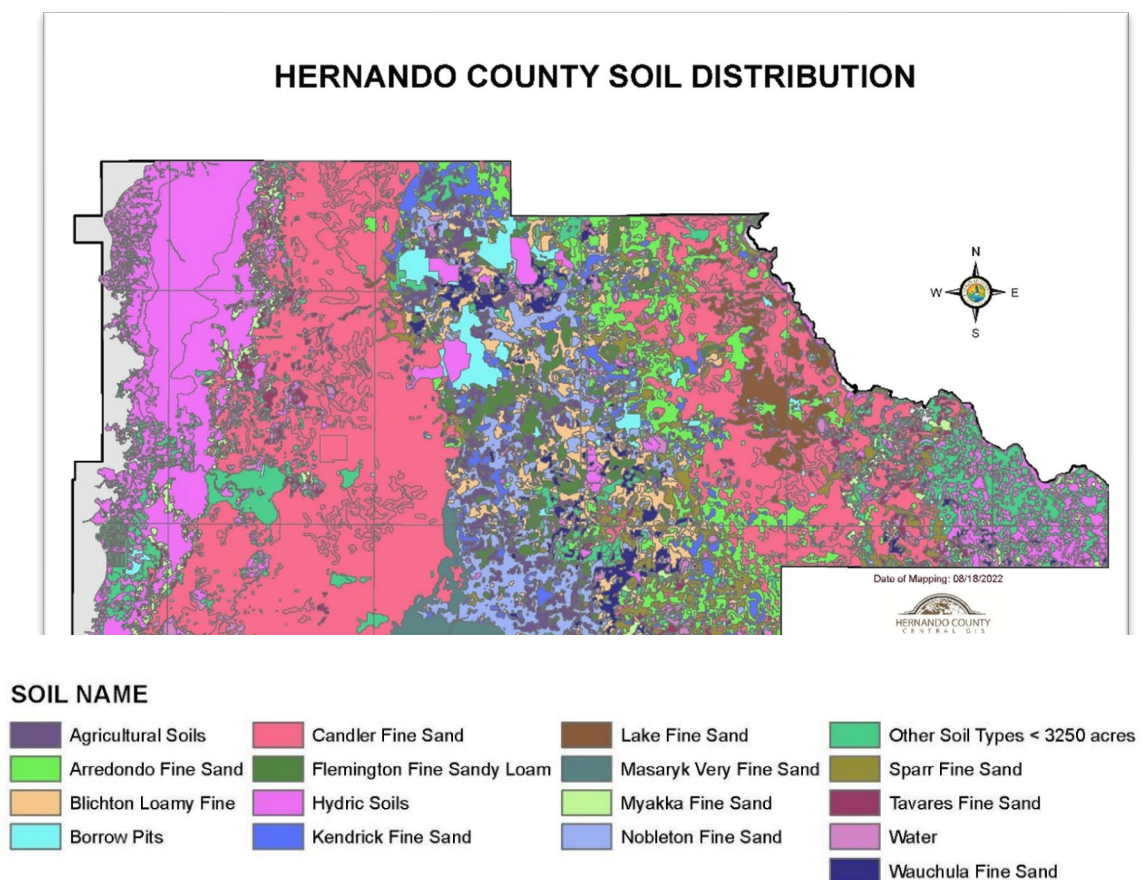 HERNANDO COUNTY SOIL DISTRIBUTION
N
W E
S
Date of Mapping: 08/18/2022
HERNANDO COUNTY
CENTRAL GIS
SOIL NAME
Agricultural Soils
Arredondo Fine Sand
Blichton Loamy Fine
Borrow Pits
Candler Fine Sand
Flemington Fine Sandy Loam
Hydric Soils
Kendrick Fine Sand
Lake Fine Sand
Masaryk Very Fine Sand
Myakka Fine Sand
Nobleton Fine Sand
Other Soil Types < 3250 acres
Sparr Fine Sand
Tavares Fine Sand
Water
Wauchula Fine Sand